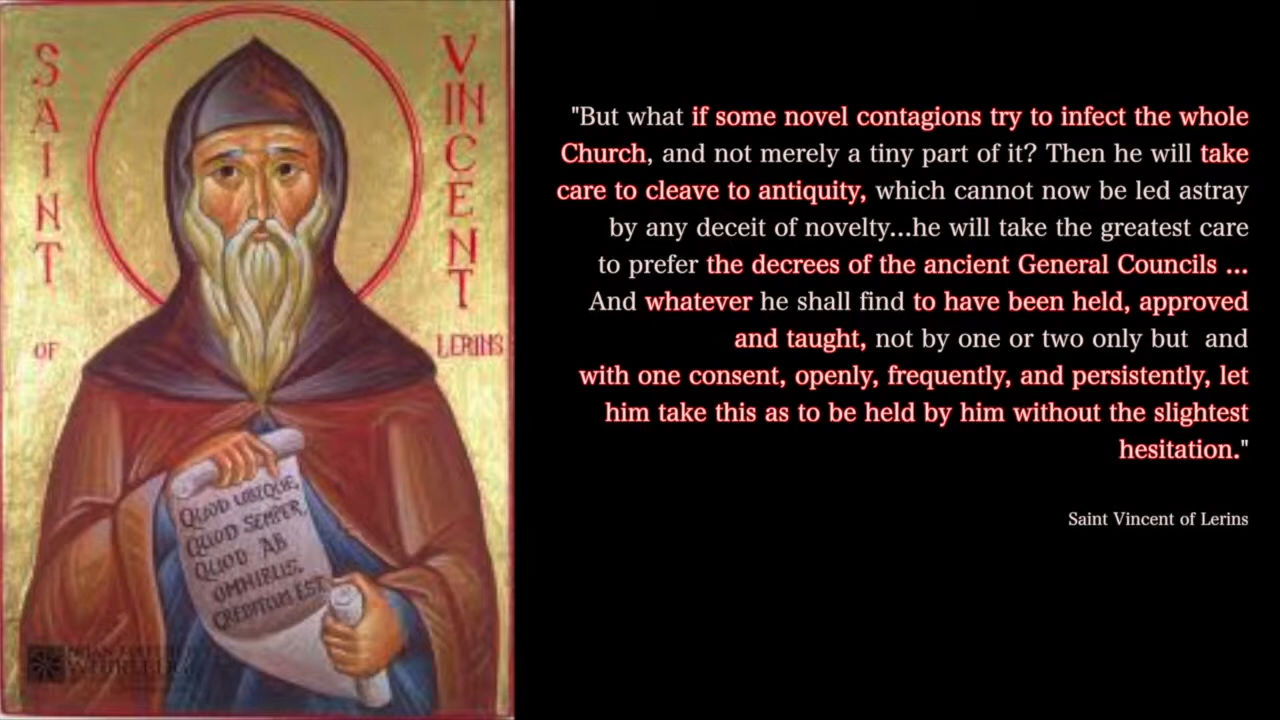 SAINT
VINCENT
OF
LERINS
QUOD UBIQUE,
QUOD SEMPER,
QUOD AB
OMNIBUS,
CREDITUM EST
"But what if some novel contagions try to infect the whole
Church, and not merely a tiny part of it? Then he will take
care to cleave to antiquity, which cannot now be led astray
by any deceit of novelty...he will take the greatest care
to prefer the decrees of the ancient General Councils ...
And whatever he shall find to have been held, approved
and taught, not by one or two only but  and
with one consent, openly, frequently, and persistently, let
him take this as to be held by him without the slightest
hesitation."
Saint Vincent of Lerins